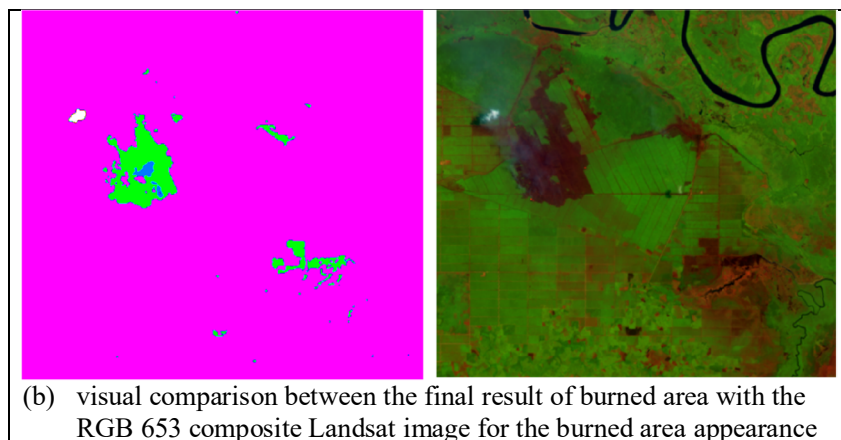 (b) visual comparison between the final result of burned area with the
RGB 653 composite Landsat image for the burned area appearance